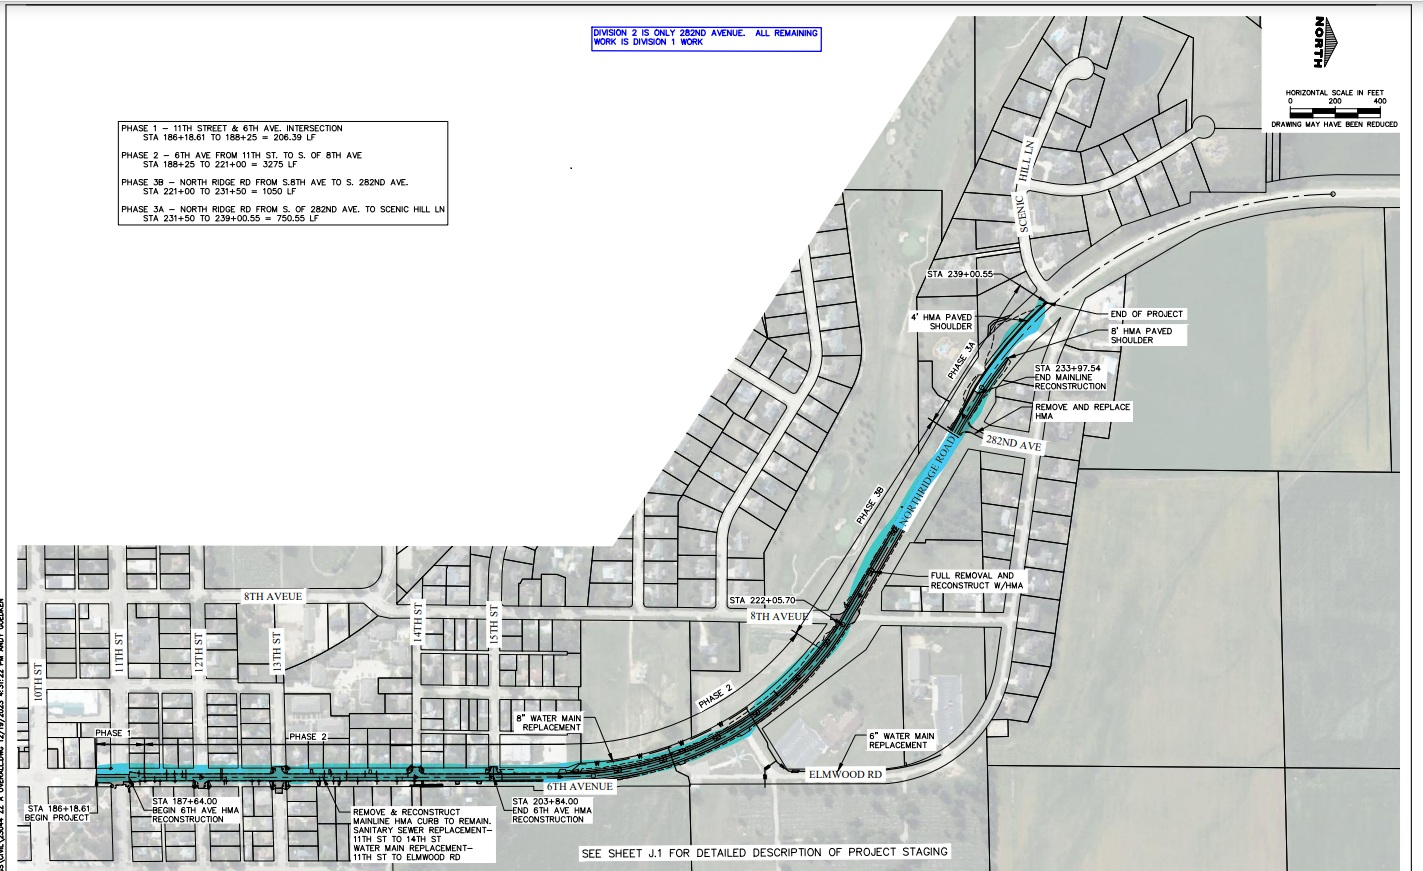 DIVISION 2 IS ONLY 282ND AVENUE. ALL REMAINING
WORK IS DIVISION 1 WORK
NORTH
HORIZONTAL SCALE IN FEET
0 200 400
DRAWING MAY HAVE BEEN REDUCED
PHASE 1 - 11TH STREET & 6TH AVE. INTERSECTION
STA 186+18.61 TO 188+25 = 206.39 LF
PHASE 2 - 6TH AVE FROM 11TH ST. TO S. OF 8TH AVE
STA 188+25 TO 221+00 = 3275 LF
PHASE 3B - NORTH RIDGE RD FROM S.8TH AVE TO S. 282ND AVE.
STA 221+00 TO 231+50 = 1050 LF
PHASE 3A - NORTH RIDGE RD FROM S. OF 282ND AVE. TO SCENIC HILL LN
STA 231+50 TO 239+00.55 = 750.55 LF
SCENIC HILL LN
STA 239+00.55
END OF PROJECT
4' HMA PAVED
SHOULDER
8' HMA PAVED
SHOULDER
PHASE 3A
STA 233+97.54
END MAINLINE
RECONSTRUCTION
REMOVE AND REPLACE
HMA
282ND AVE
NORTHRIDGE ROAD
PHASE 3B
FULL REMOVAL AND
RECONSTRUCT W/HMA
STA 222+05.70
8TH AVEUE
8TH AVEUE
10TH ST
11TH ST
12TH ST
13TH ST
14TH ST
15TH ST
PHASE 2
8" WATER MAIN
REPLACEMENT
6" WATER MAIN
REPLACEMENT
PHASE 1
PHASE 2
ELMWOOD RD
6TH AVENUE
STA 186+18.61
BEGIN PROJECT
STA 187+64.00
BEGIN 6TH AVE HMA
RECONSTRUCTION
REMOVE & RECONSTRUCT
MAINLINE HMA CURB TO REMAIN.
SANITARY SEWER REPLACEMENT-
11TH ST TO 14TH ST
WATER MAIN REPLACEMENT-
11TH ST TO ELMWOOD RD
STA 203+84.00
END 6TH AVE HMA
RECONSTRUCTION
SEE SHEET J.1 FOR DETAILED DESCRIPTION OF PROJECT STAGING